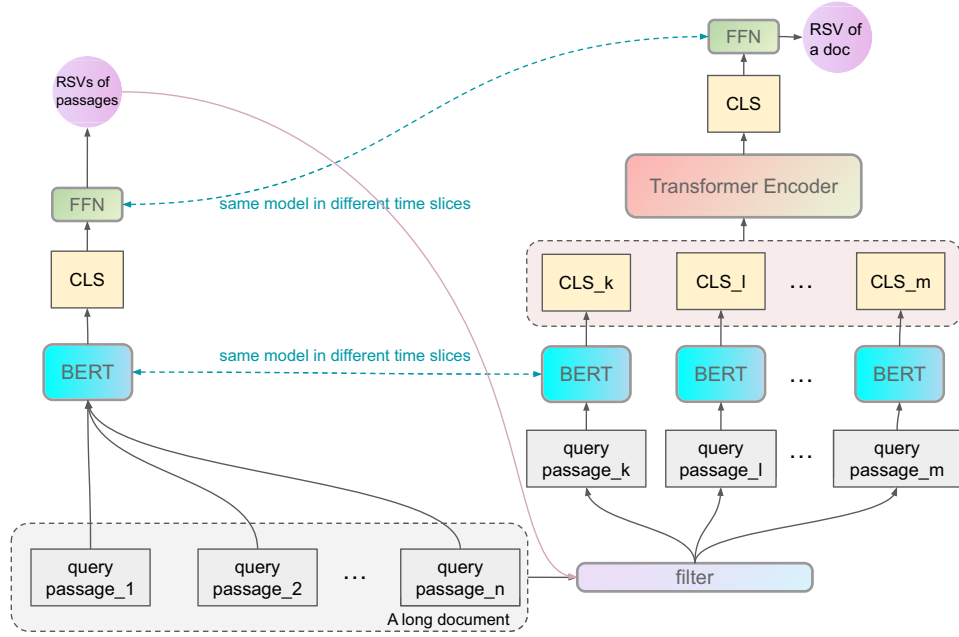 FFN
RSV of
a doc
RSVs of
passages
CLS
Transformer Encoder
FFN
same model in different time slices
CLS
CLS_k
CLS_l
...
CLS_m
same model in different time slices
BERT
BERT
BERT
...
BERT
query
passage_k
query
passage_l
...
query
passage_m
query
passage_1
query
passage_2
...
query
passage_n
A long document
filter